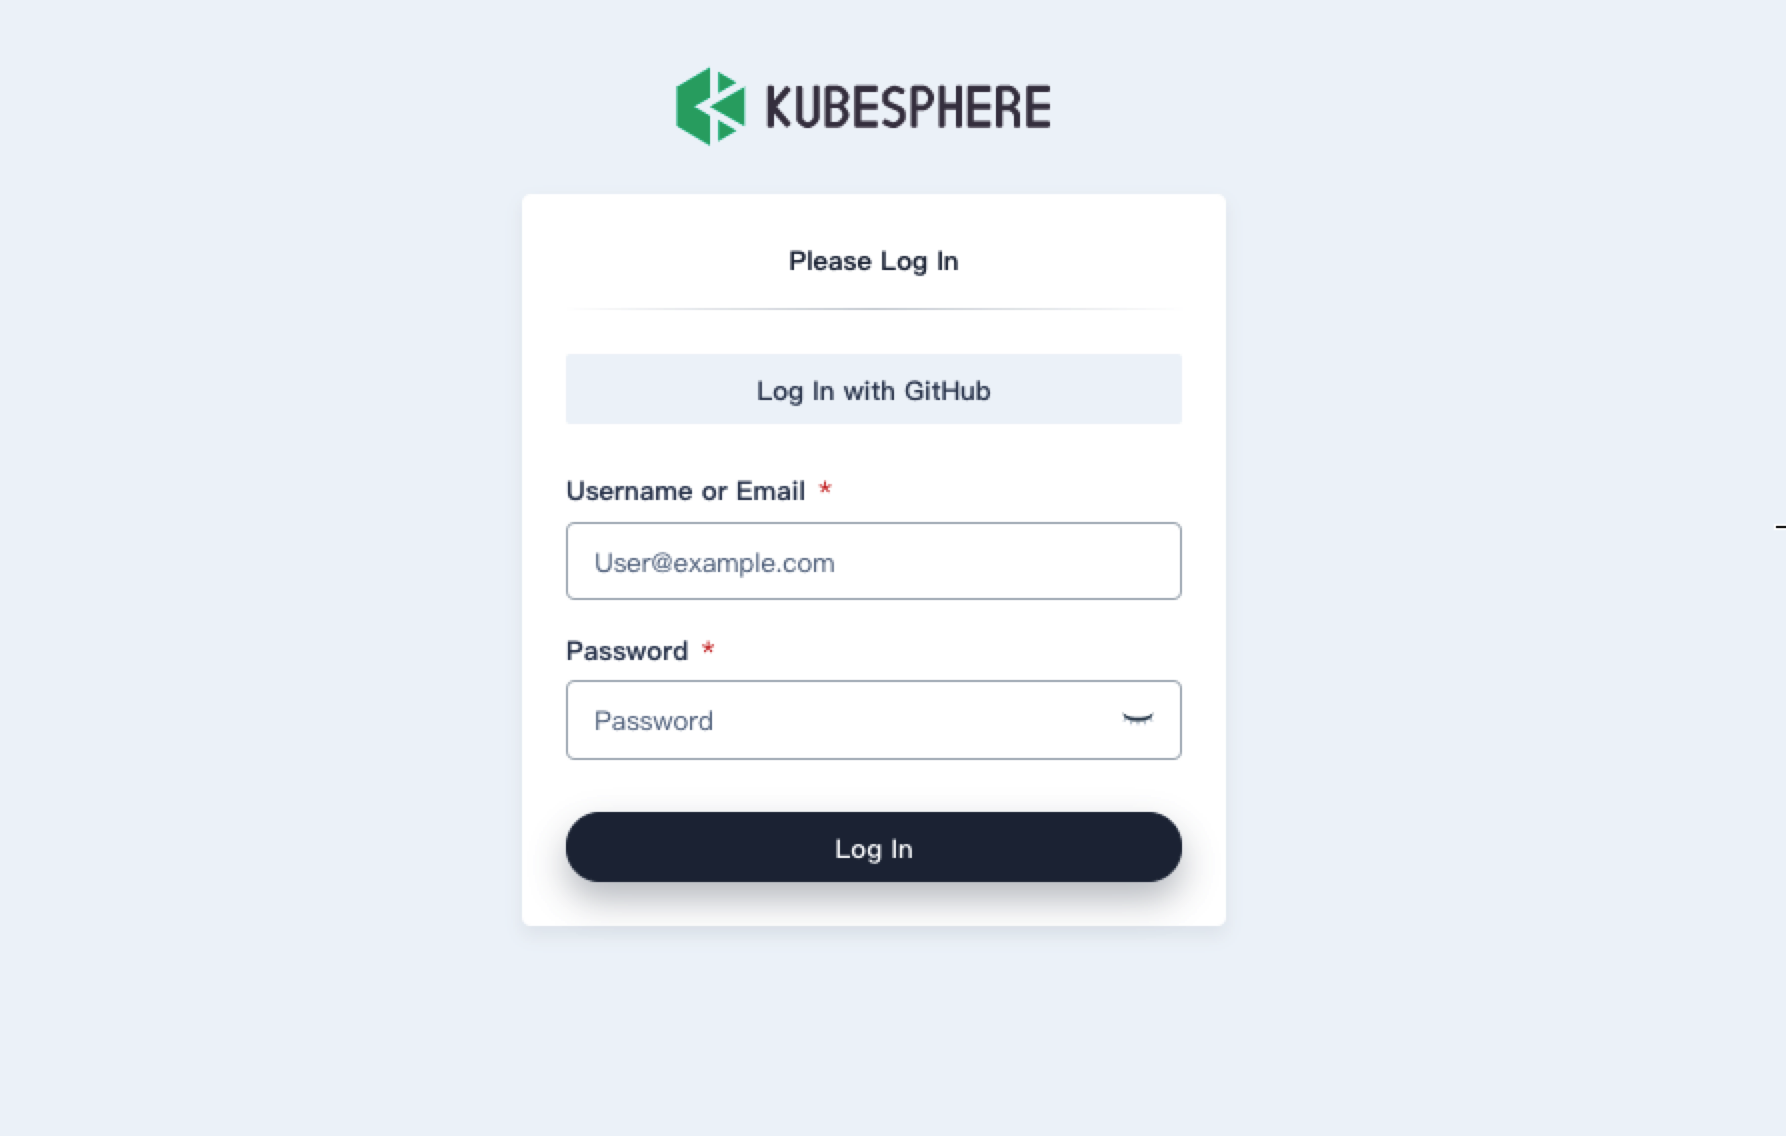 KUBESPHERE
Please Log In
Log In with GitHub
Username or Email *
User@example.com
Password *
Password
Log In